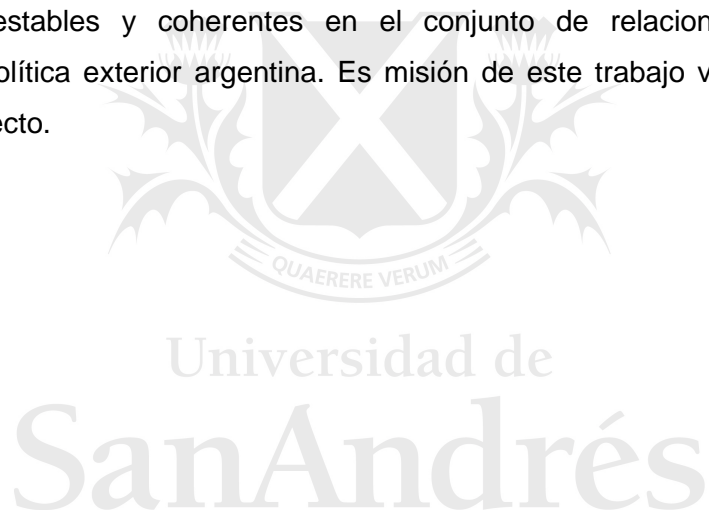 estables y coherentes en el conjunto de relacion
olítica exterior argentina. Es misión de este trabajo v
ecto.
QUAERERE VERUM
Universidad de
SanAndrés